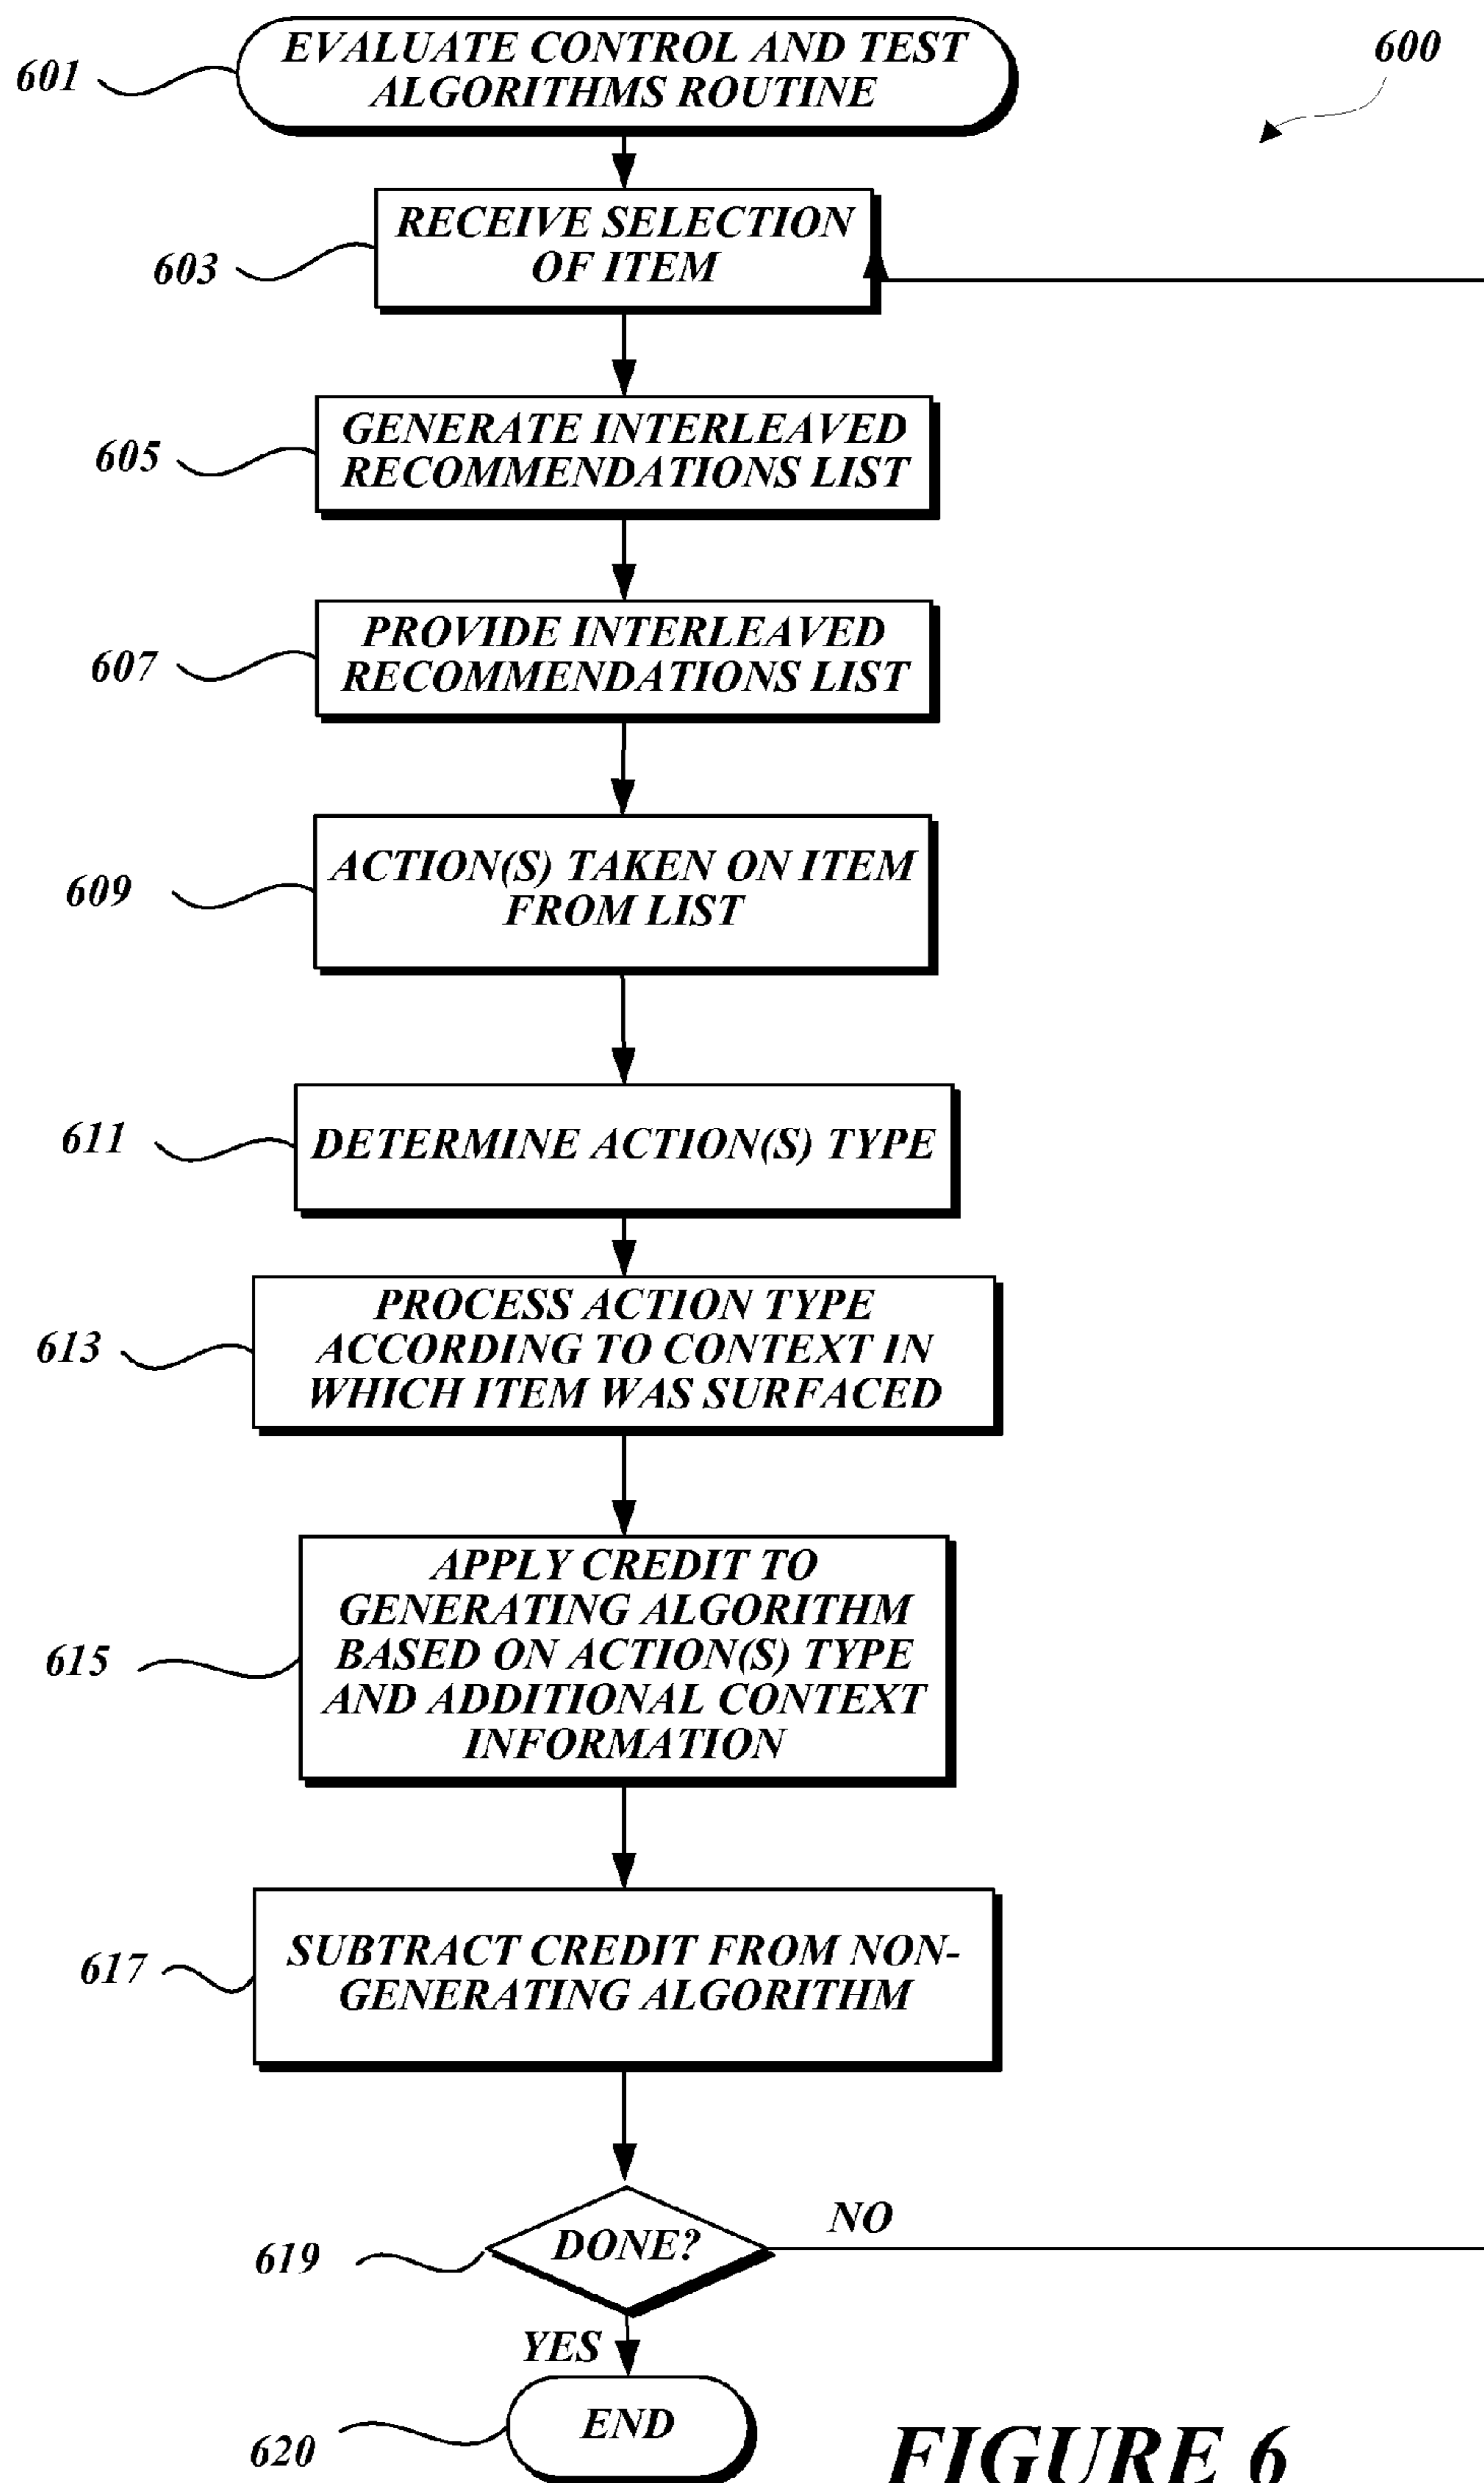 600
601
EVALUATE CONTROL AND TEST
ALGORITHMS ROUTINE
603
RECEIVE SELECTION
OF ITEM
605
GENERATE INTERLEAVED
RECOMMENDATIONS LIST
607
PROVIDE INTERLEAVED
RECOMMENDATIONS LIST
609
ACTION(S) TAKEN ON ITEM
FROM LIST
611
DETERMINE ACTION(S) TYPE
613
PROCESS ACTION TYPE
ACCORDING TO CONTEXT IN
WHICH ITEM WAS SURFACED
615
APPLY CREDIT TO
GENERATING ALGORITHM
BASED ON ACTION(S) TYPE
AND ADDITIONAL CONTEXT
INFORMATION
617
SUBTRACT CREDIT FROM NON-
GENERATING ALGORITHM
619
DONE?
NO
YES
620
END
FIGURE 6